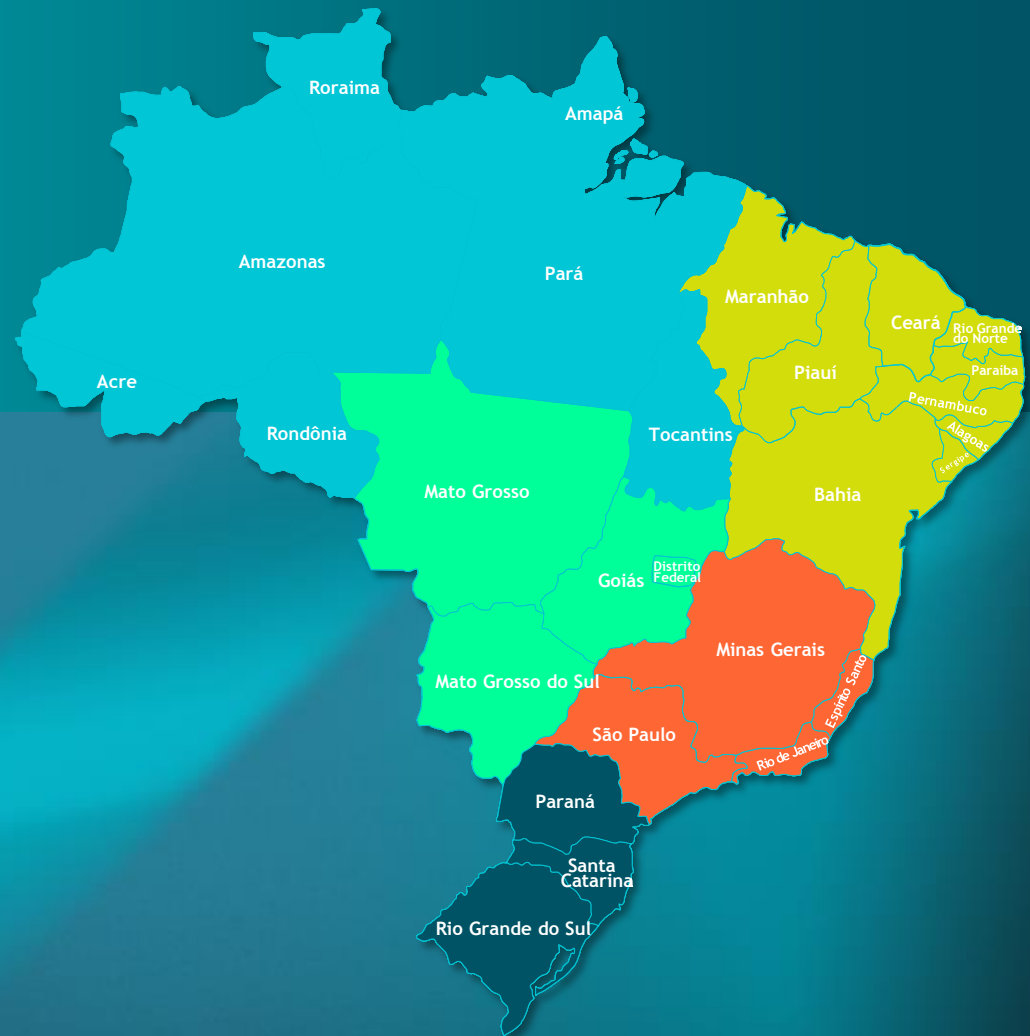 Roraima
Amapá
Amazonas
Pará
Maranhão
Ceará
Rio Grande
do Norte
Piauí
Paraiba
Acre
Pernambuco
Rondônia
Tocantins
Alagoas
Sergipe
Mato Grosso
Bahia
Distrito
Federal
Goiás
Minas Gerais
Mato Grosso do Sul
Espírito Santo
São Paulo
Rio de Janeiro
Paraná
Santa
Catarina
Rio Grande do Sul